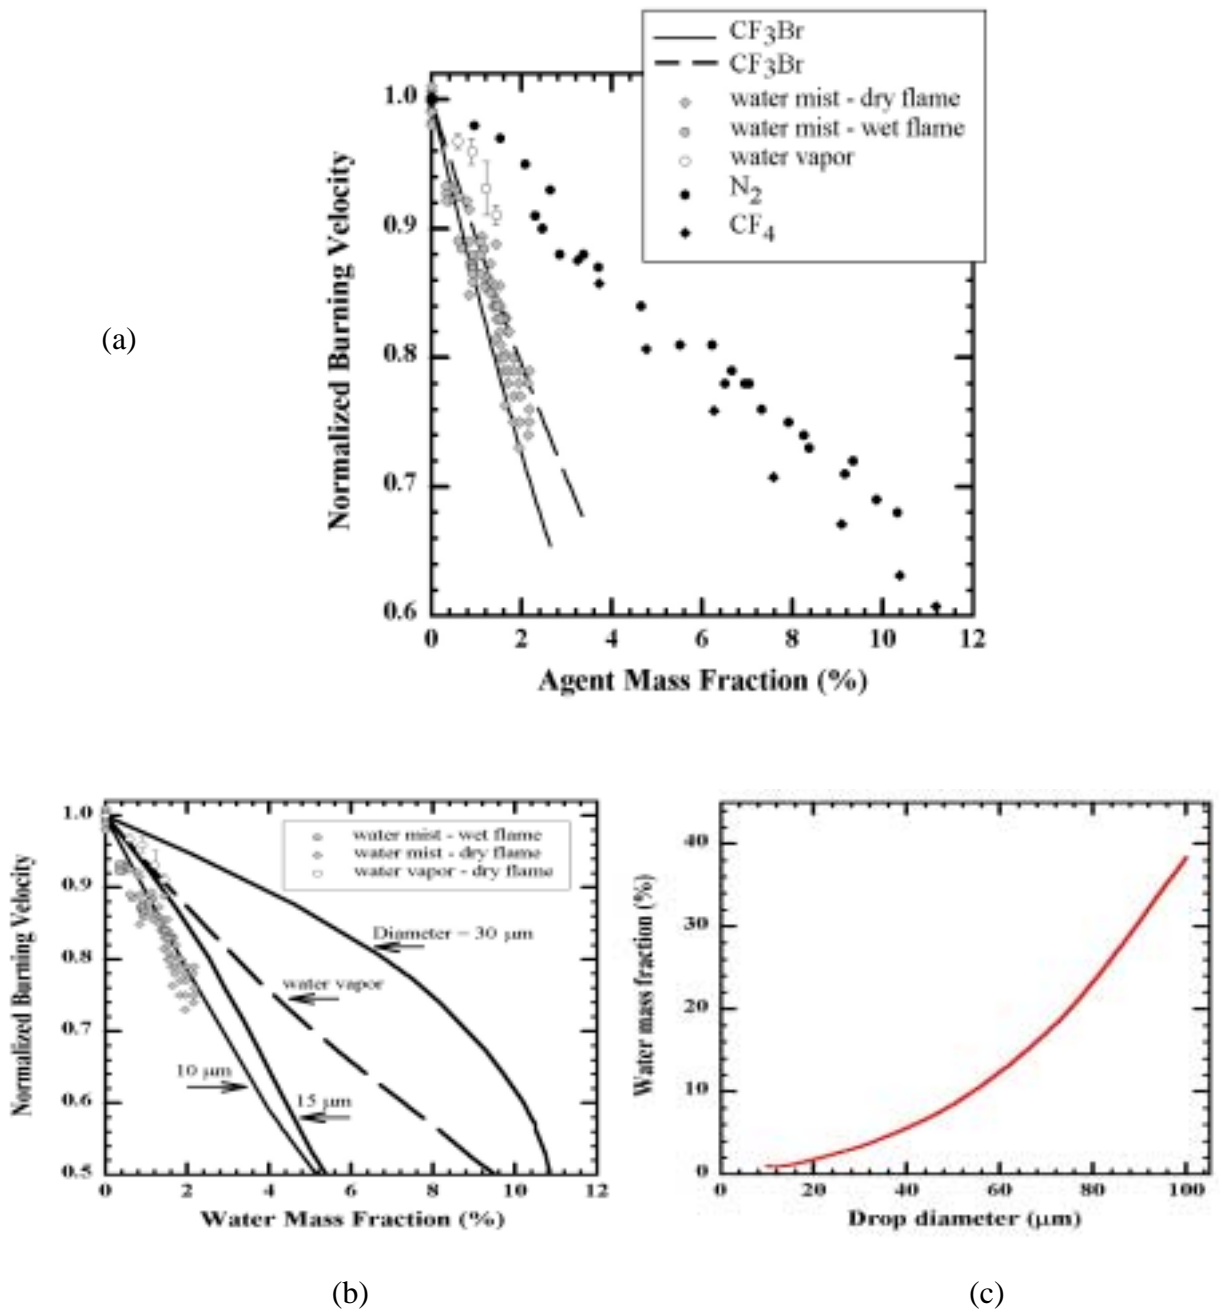 CF3Br
CF3Br
water mist - dry flame
water mist - wet flame
water vapor
N2
CF4
1.0
0.9
0.8
0.7
0.6
Normalized Burning Velocity
(a)
0 2 4 6 8 10 12
Agent Mass Fraction (%)
1.0
0.9
0.8
0.7
0.6
0.5
Normalized Burning Velocity
water mist - wet flame
water mist - dry flame
water vapor - dry flame
Diameter = 30 μm
water vapor
10 μm
15 μm
0 2 4 6 8 10 12
Water Mass Fraction (%)
40
30
20
10
0
Water mass fraction (%)
0 20 40 60 80 100
Drop diameter (μm)
(b) (c)